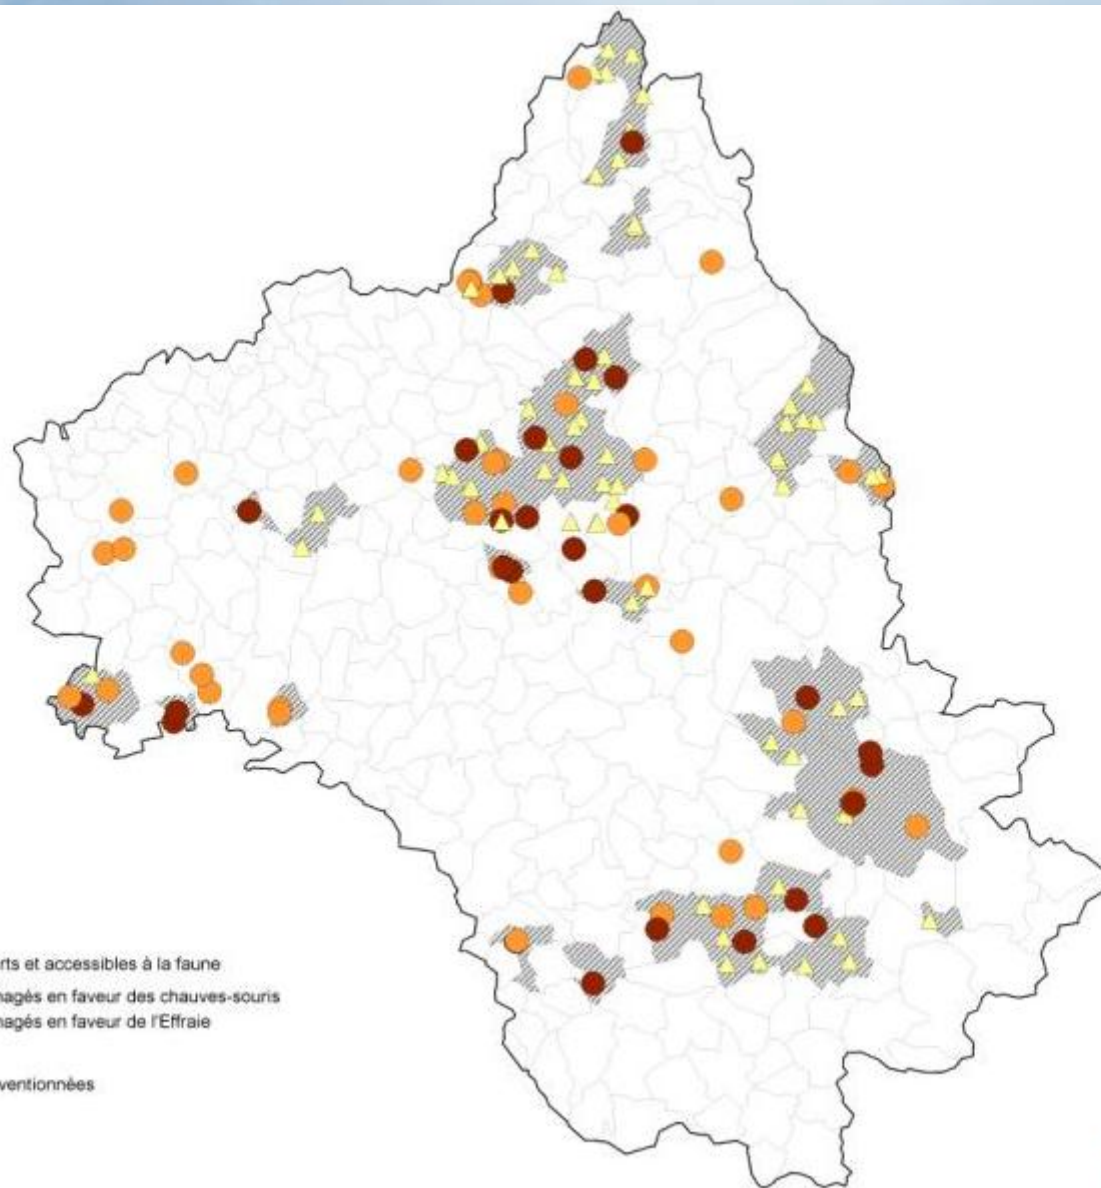 rts et accessibles à la faune
nagés en faveur des chauves-souris
nagés en faveur de l'Effraie
ventionnées